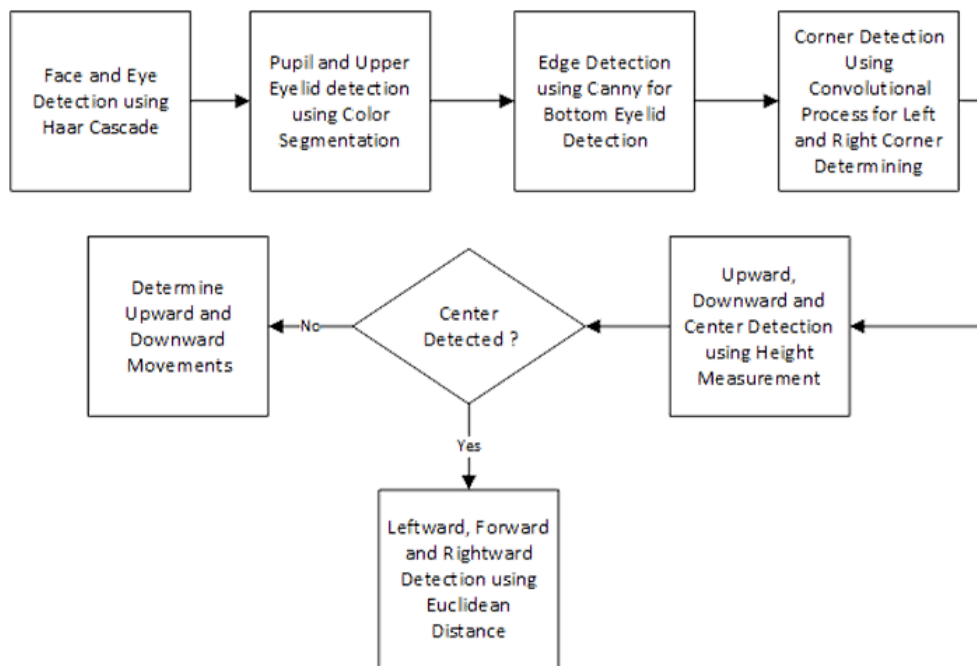 Face and Eye
Detection using
Haar Cascade
Pupil and Upper
Eyelid detection
using Color
Segmentation
Edge Detection
using Canny for
Bottom Eyelid
Detection
Corner Detection
Using
Convolutional
Process for Left
and Right Corner
Determining
Upward,
Downward and
Center Detection
using Height
Measurement
Center
Detected ?
No
Determine
Upward and
Downward
Movements
Yes
Leftward, Forward
and Rightward
Detection using
Euclidean
Distance